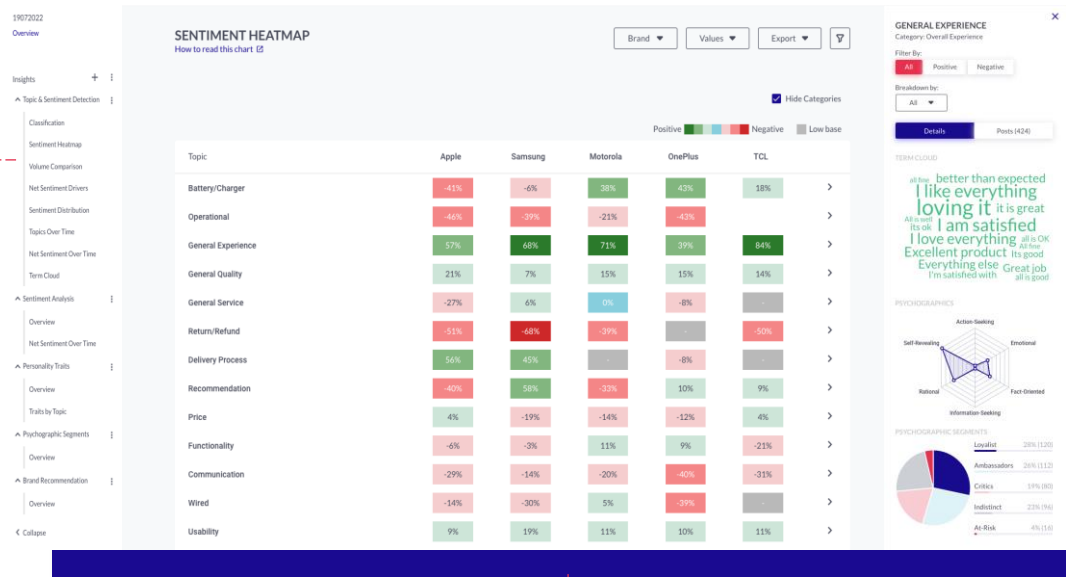 19072022
Overview
Insights + 
Topic & Sentiment Detection
Classification
Sentiment Heatmap
Volume Comparison
Net Sentiment Drivers
Sentiment Distribution
Topics Over Time
Net Sentiment Over Time
Term Cloud
Sentiment Analysis
Overview
Net Sentiment Over Time
Personality Traits
Overview
Traits by Topic
Psychographic Segments
Overview
Brand Recommendation
Overview
Collapse
SENTIMENT HEATMAP
How to read this chart
Brand Values Export
Hide Categories
Positive Negative Low base
Topic Apple Samsung Motorola OnePlus TCL
Battery/Charger -41% -6% 38% 43% 18%
Operational -46% -39% -21% -43%
General Experience 57% 68% 71% 39% 84%
General Quality 21% 7% 15% 15% 14%
General Service -27% 6% 0% -8% -
Return/Refund -51% -68% -39% - -50%
Delivery Process 56% 45% - -8% -
Recommendation -40% 58% -33% 10% 9%
Price 4% -19% -14% -12% 4%
Functionality -6% -3% 11% 9% -21%
Communication -29% -14% -20% -40% -31%
Wired -14% -30% 5% -39% -
Usability 9% 19% 11% 10% 11%
GENERAL EXPERIENCE
Category: Overall Experience
Filter By:
All Positive Negative
Breakdown by:
All
Details Posts (424)
TERM CLOUD
all fine better than expected
I like everything
loving it it is great
All is well
its ok I am satisfied
I love everything all is OK
All fine
Excellent product Its good
Everything else Great job
I'm satisfied with all is good
PSYCHOGRAPHICS
Action-Seeking
Self-Revealing Emotional
Rational Fact-Oriented
Information-Seeking
PSYCHOGRAPHIC SEGMENTS
Loyalist 28% (120)
Ambassadors 26% (112)
Critics 19% (80)
Indistinct 23% (96)
At-Risk 4% (16)